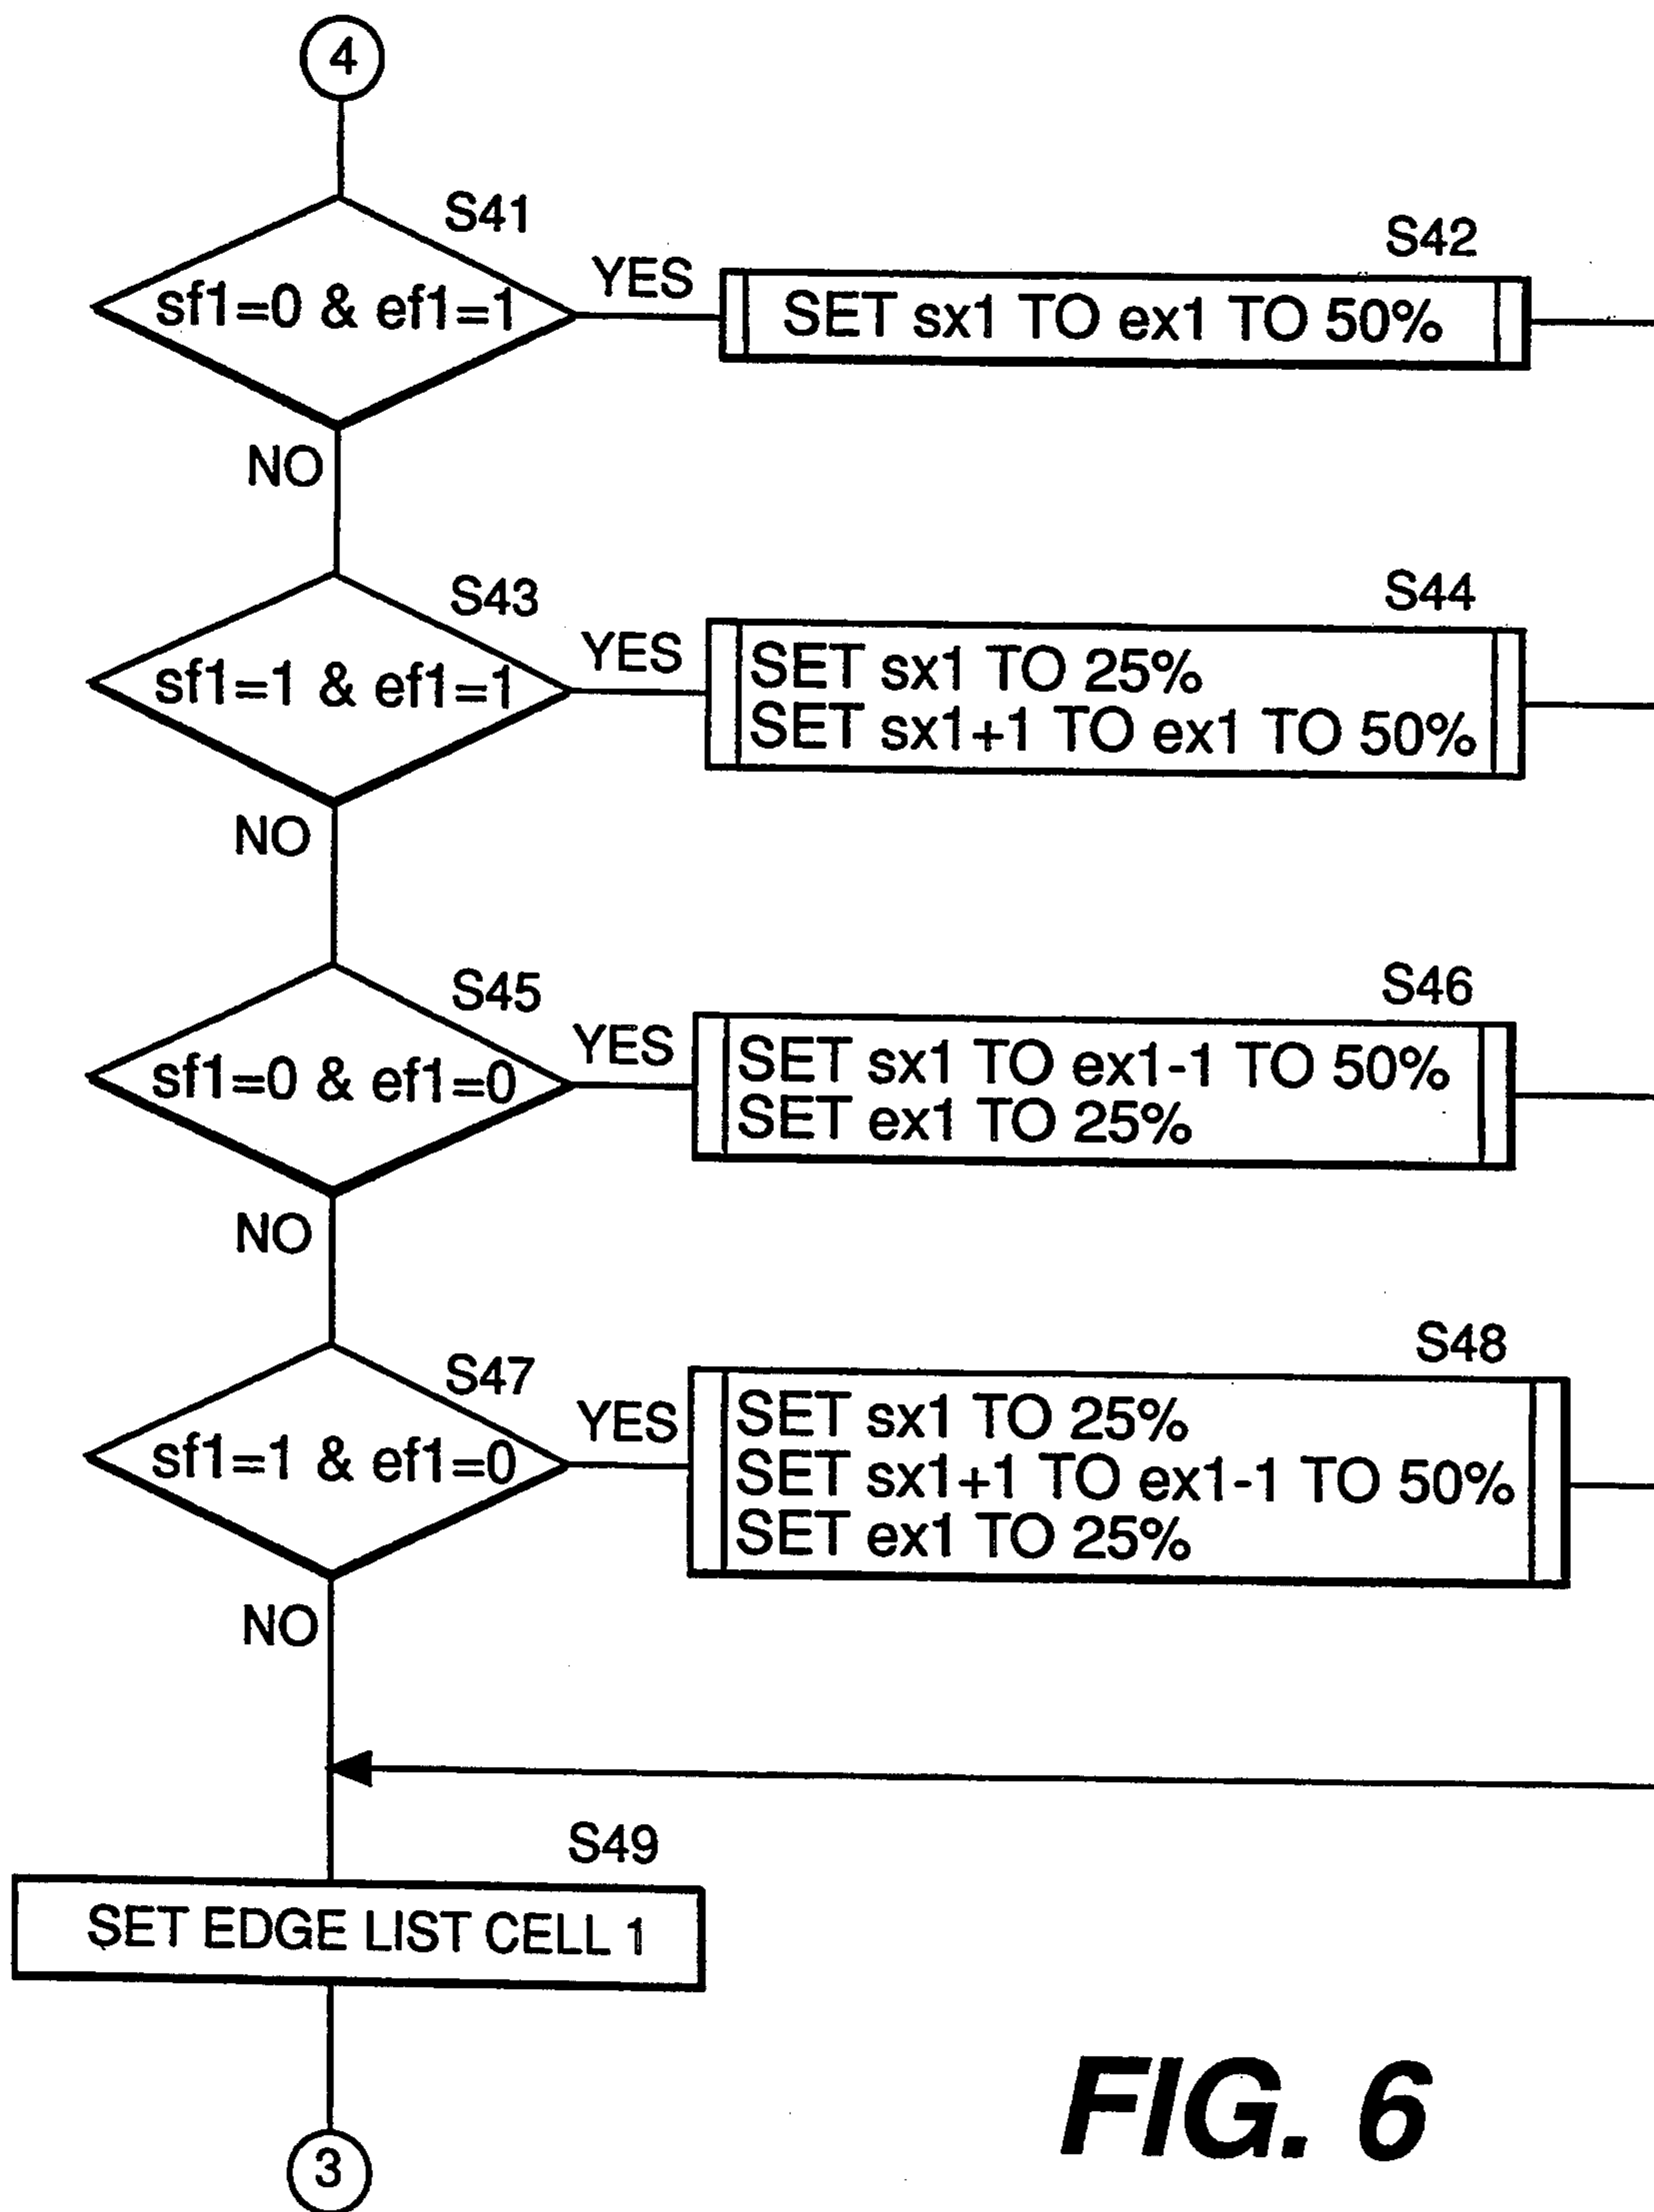 4
S41
sf1=0 & ef1=1
YES
S42
SET sx1 TO ex1 TO 50%
NO
S43
sf1=1 & ef1=1
YES
S44
SET sx1 TO 25%
SET sx1+1 TO ex1 TO 50%
NO
S45
sf1=0 & ef1=0
YES
S46
SET sx1 TO ex1-1 TO 50%
SET ex1 TO 25%
NO
S47
sf1=1 & ef1=0
YES
S48
SET sx1 TO 25%
SET sx1+1 TO ex1-1 TO 50%
SET ex1 TO 25%
NO
S49
SET EDGE LIST CELL 1
3
FIG. 6